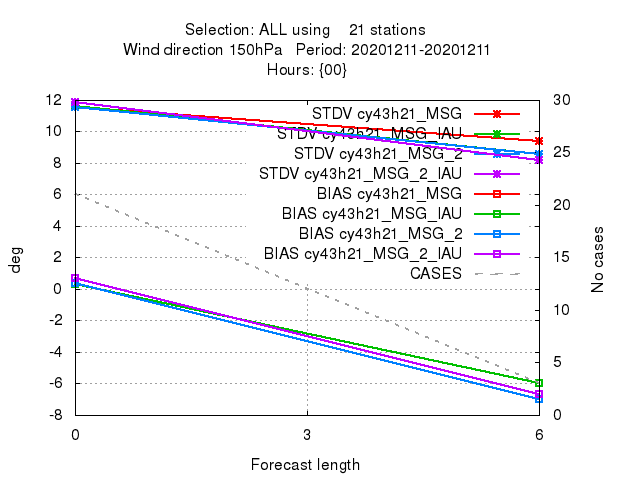 Selection: ALL using 21 stations
Wind direction 150hPa Period: 20201211-20201211
Hours: {00}
12
10
8
6
4
2
0
-2
-4
-6
-8
deg
STDV cy43h21_MSG
STDV cy43h21_MSG_IAU
STDV cy43h21_MSG_2
STDV cy43h21_MSG_2_IAU
BIAS cy43h21_MSG
BIAS cy43h21_MSG_IAU
BIAS cy43h21_MSG_2
BIAS cy43h21_MSG_2_IAU
CASES
30
25
20
15
10
5
0
No cases
0 3 6
Forecast length